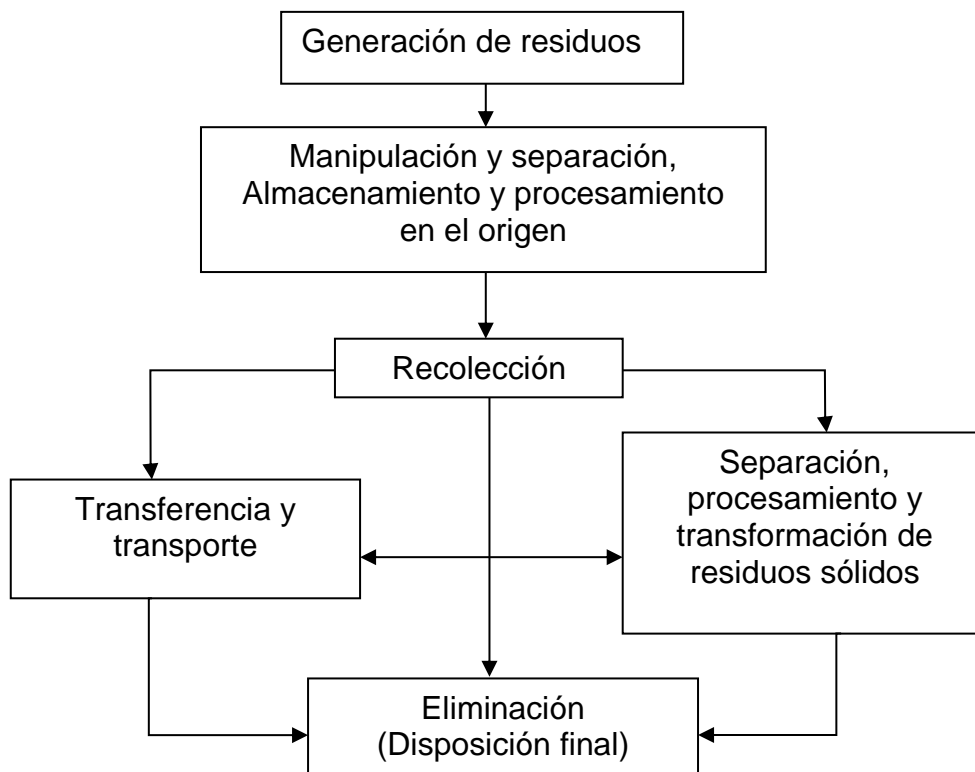 Generación de residuos
Manipulación y separación,
Almacenamiento y procesamiento
en el origen
Recolección
Transferencia y
transporte
Separación,
procesamiento y
transformación de
residuos sólidos
Eliminación
(Disposición final)